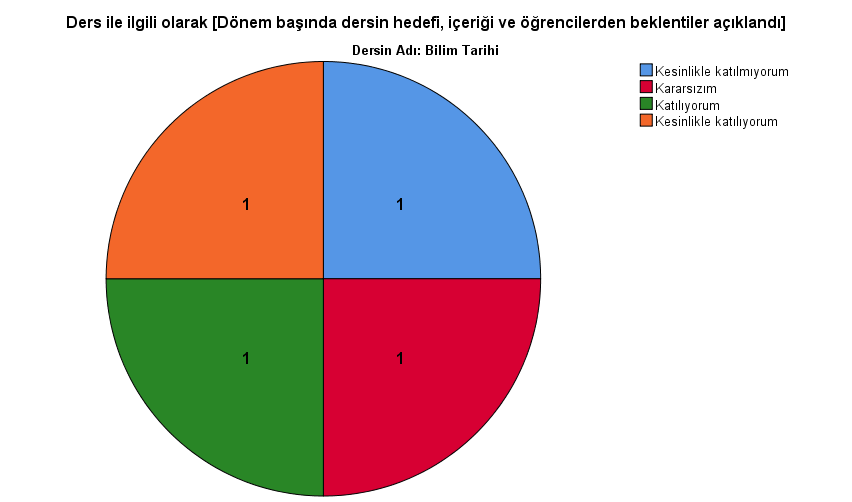 Ders ile ilgili olarak [Dönem başında dersin hedefi, içeriği ve öğrencilerden beklentiler açıklandı]
Dersin Adı: Bilim Tarihi
Kesinlikle katılmıyorum
Kararsızım
Katılıyorum
Kesinlikle katılıyorum
1
1
1
1